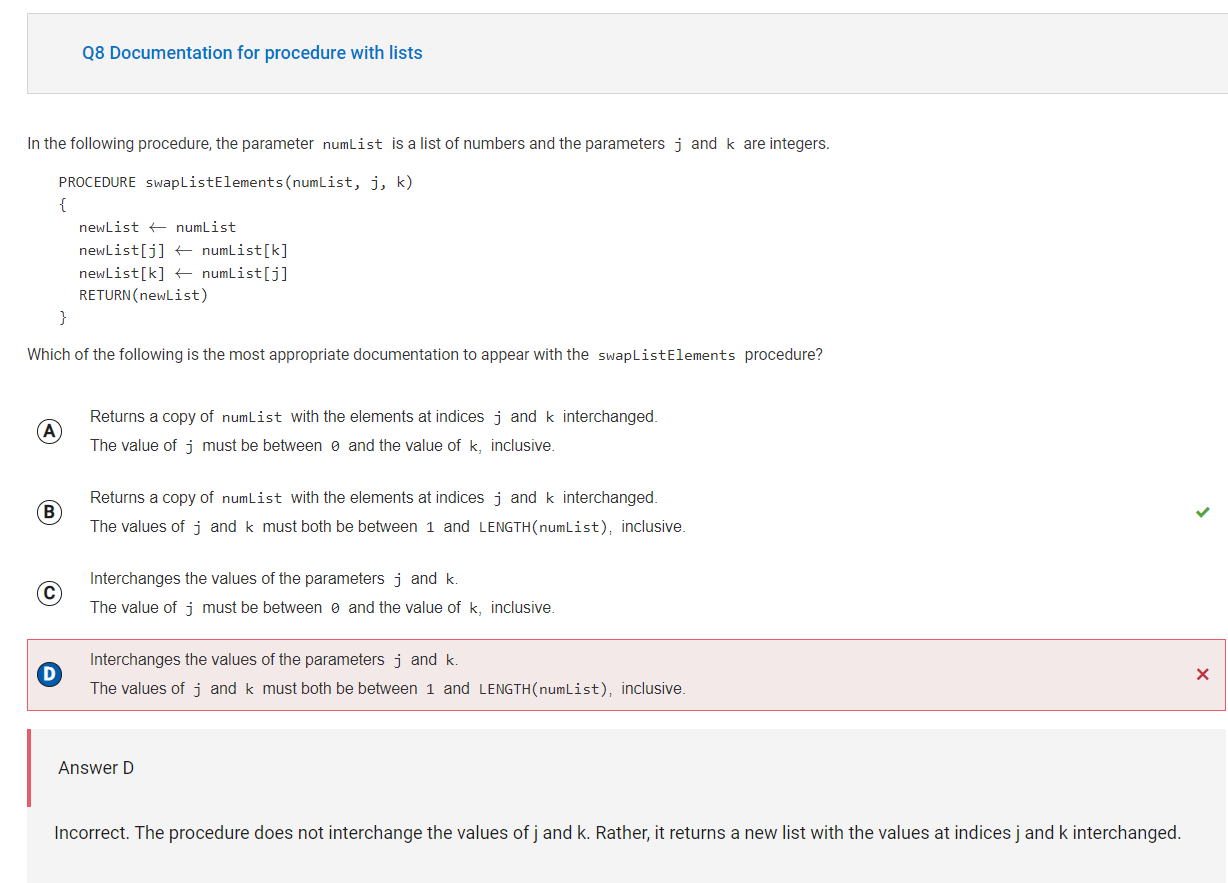 Q8 Documentation for procedure with lists
In the following procedure, the parameter numList is a list of numbers and the parameters j and k are integers.
PROCEDURE swapListElements(numList, j, k)
{
newList ← numList
newList[j] ← numList[k]
newList[k] ← numList[j]
RETURN(newList)
}
Which of the following is the most appropriate documentation to appear with the swapListElements procedure?
A
Returns a copy of numList with the elements at indices j and k interchanged.
The value of j must be between 0 and the value of k, inclusive.
B
Returns a copy of numList with the elements at indices j and k interchanged.
The values of j and k must both be between 1 and LENGTH(numList), inclusive.
C
Interchanges the values of the parameters j and k.
The value of j must be between 0 and the value of k, inclusive.
D
Interchanges the values of the parameters j and k.
The values of j and k must both be between 1 and LENGTH(numList), inclusive.
Answer D
Incorrect. The procedure does not interchange the values of j and k. Rather, it returns a new list with the values at indices j and k interchanged.